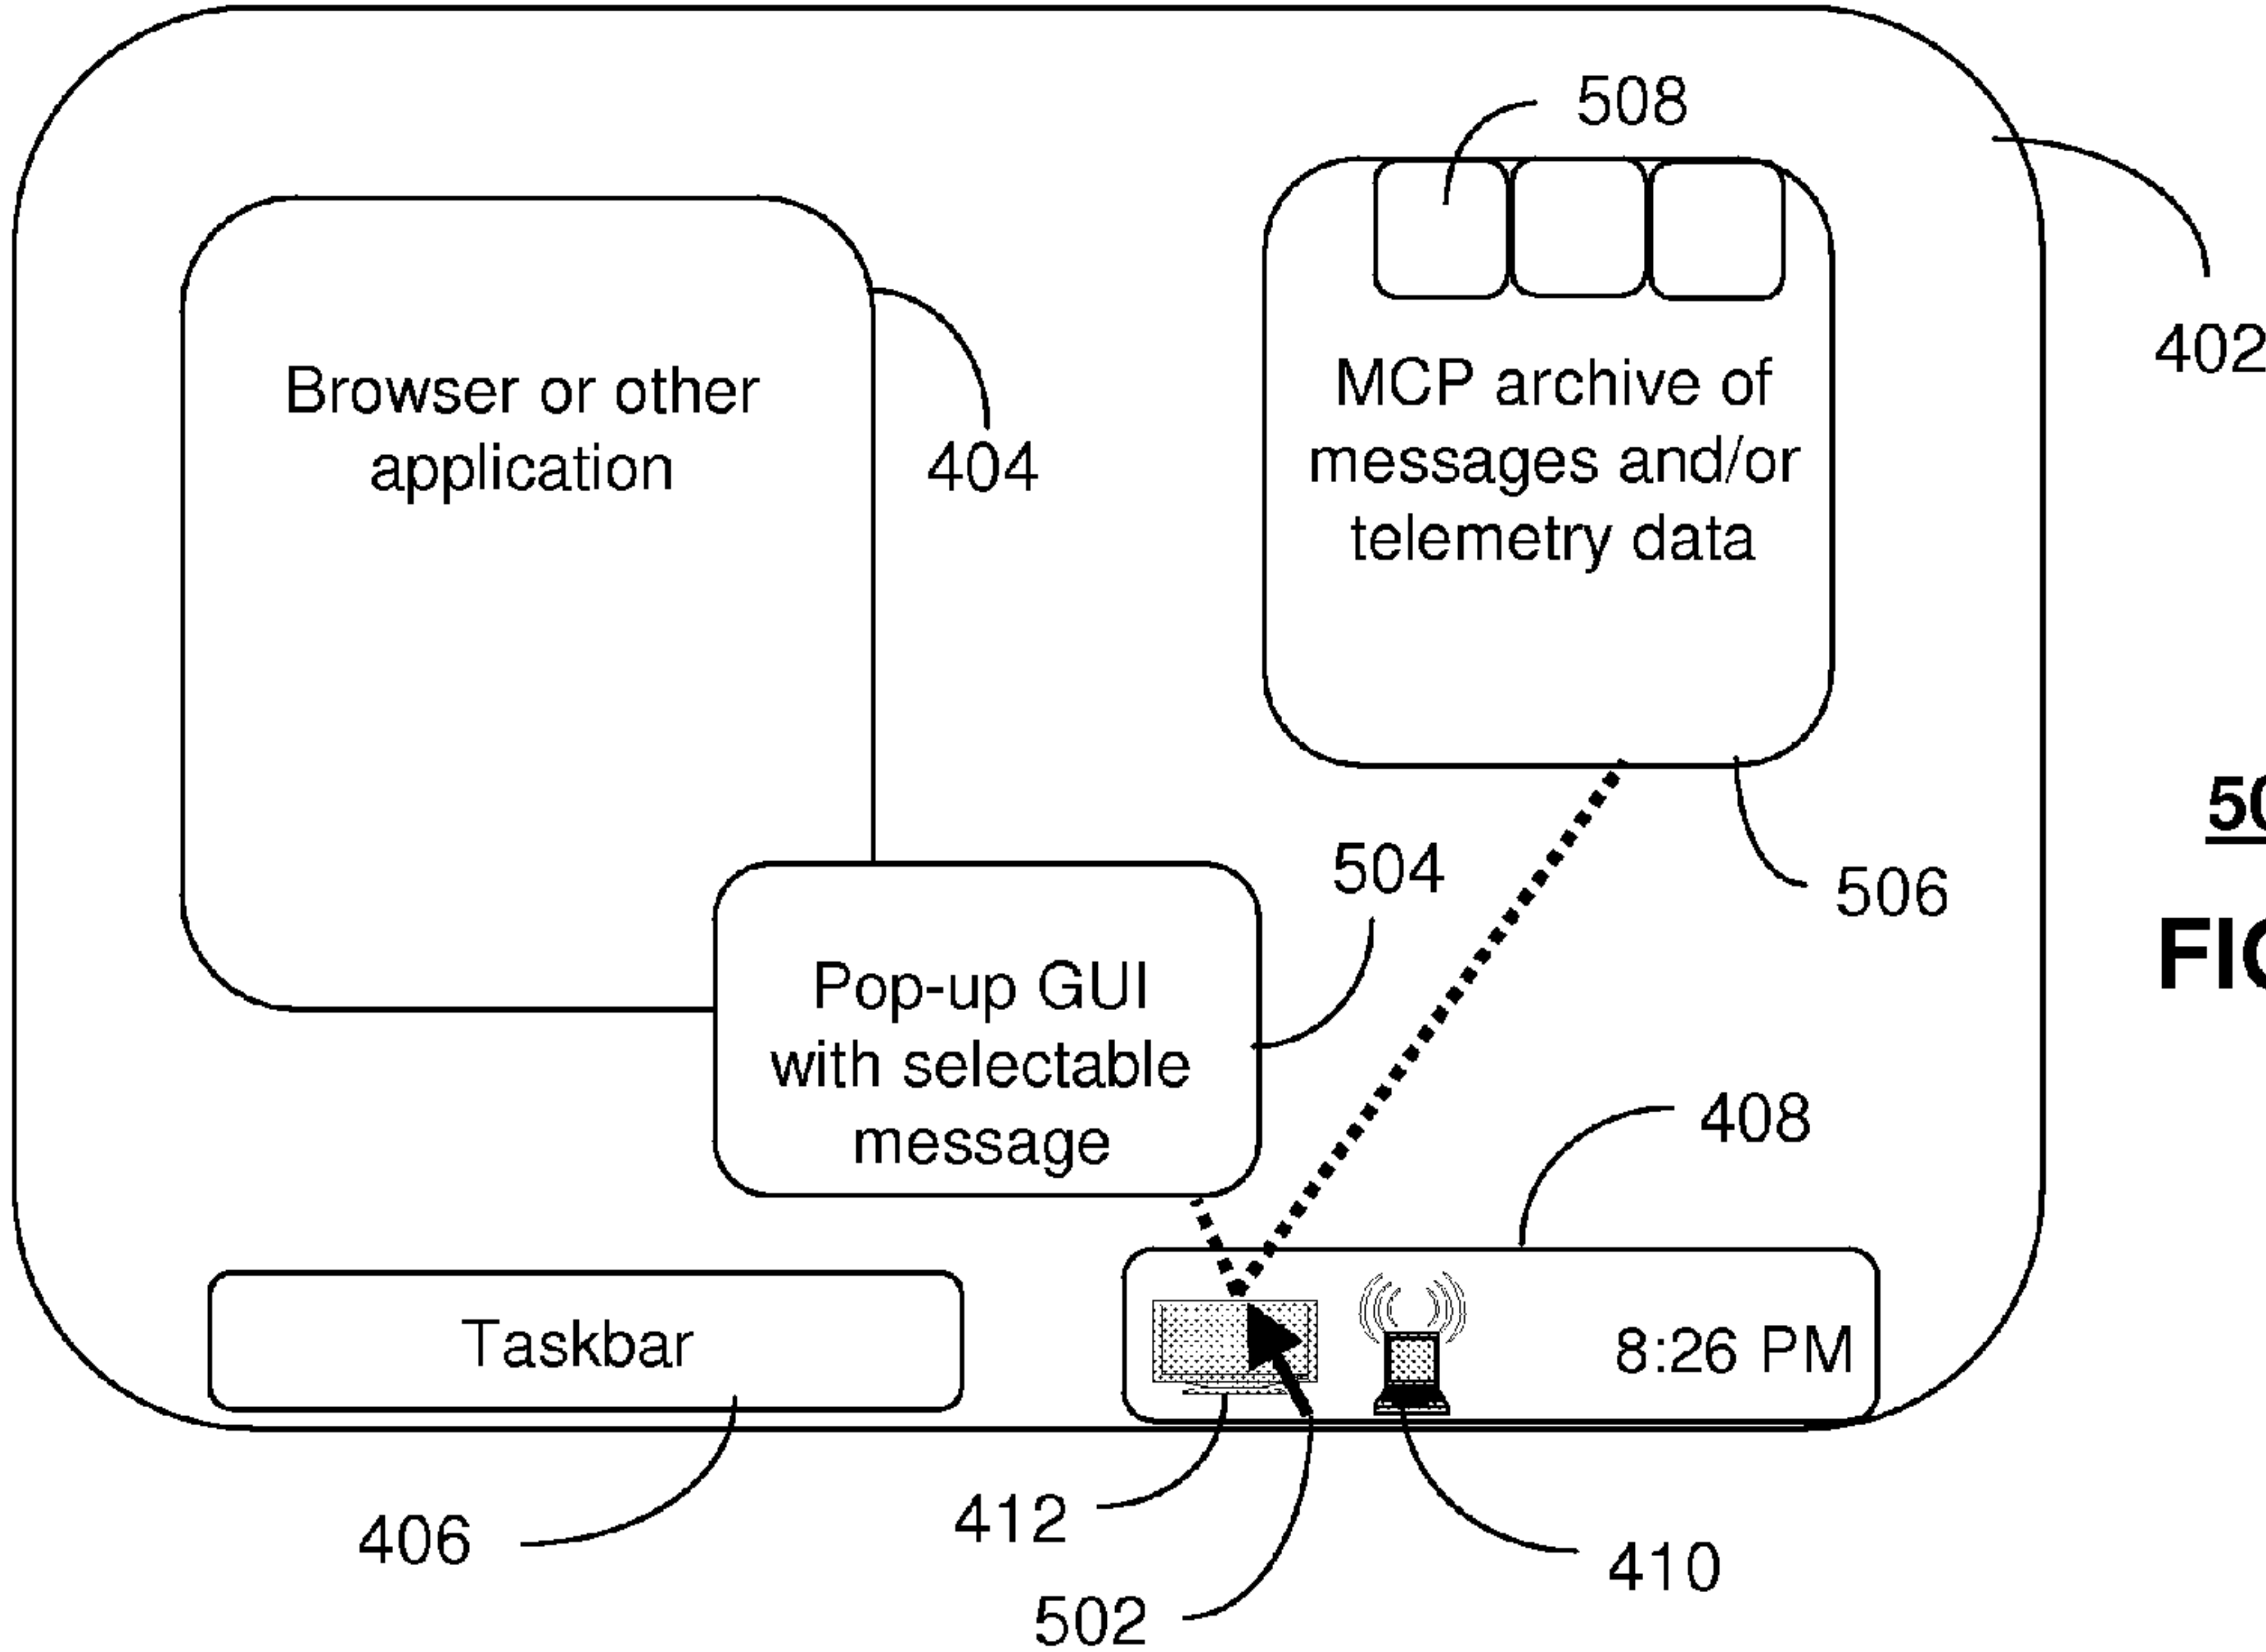 508
402
Browser or other
application
404
MCP archive of
messages and/or
telemetry data
504
506
Pop-up GUI
with selectable
message
408
Taskbar
8:26 PM
406
412
502
410